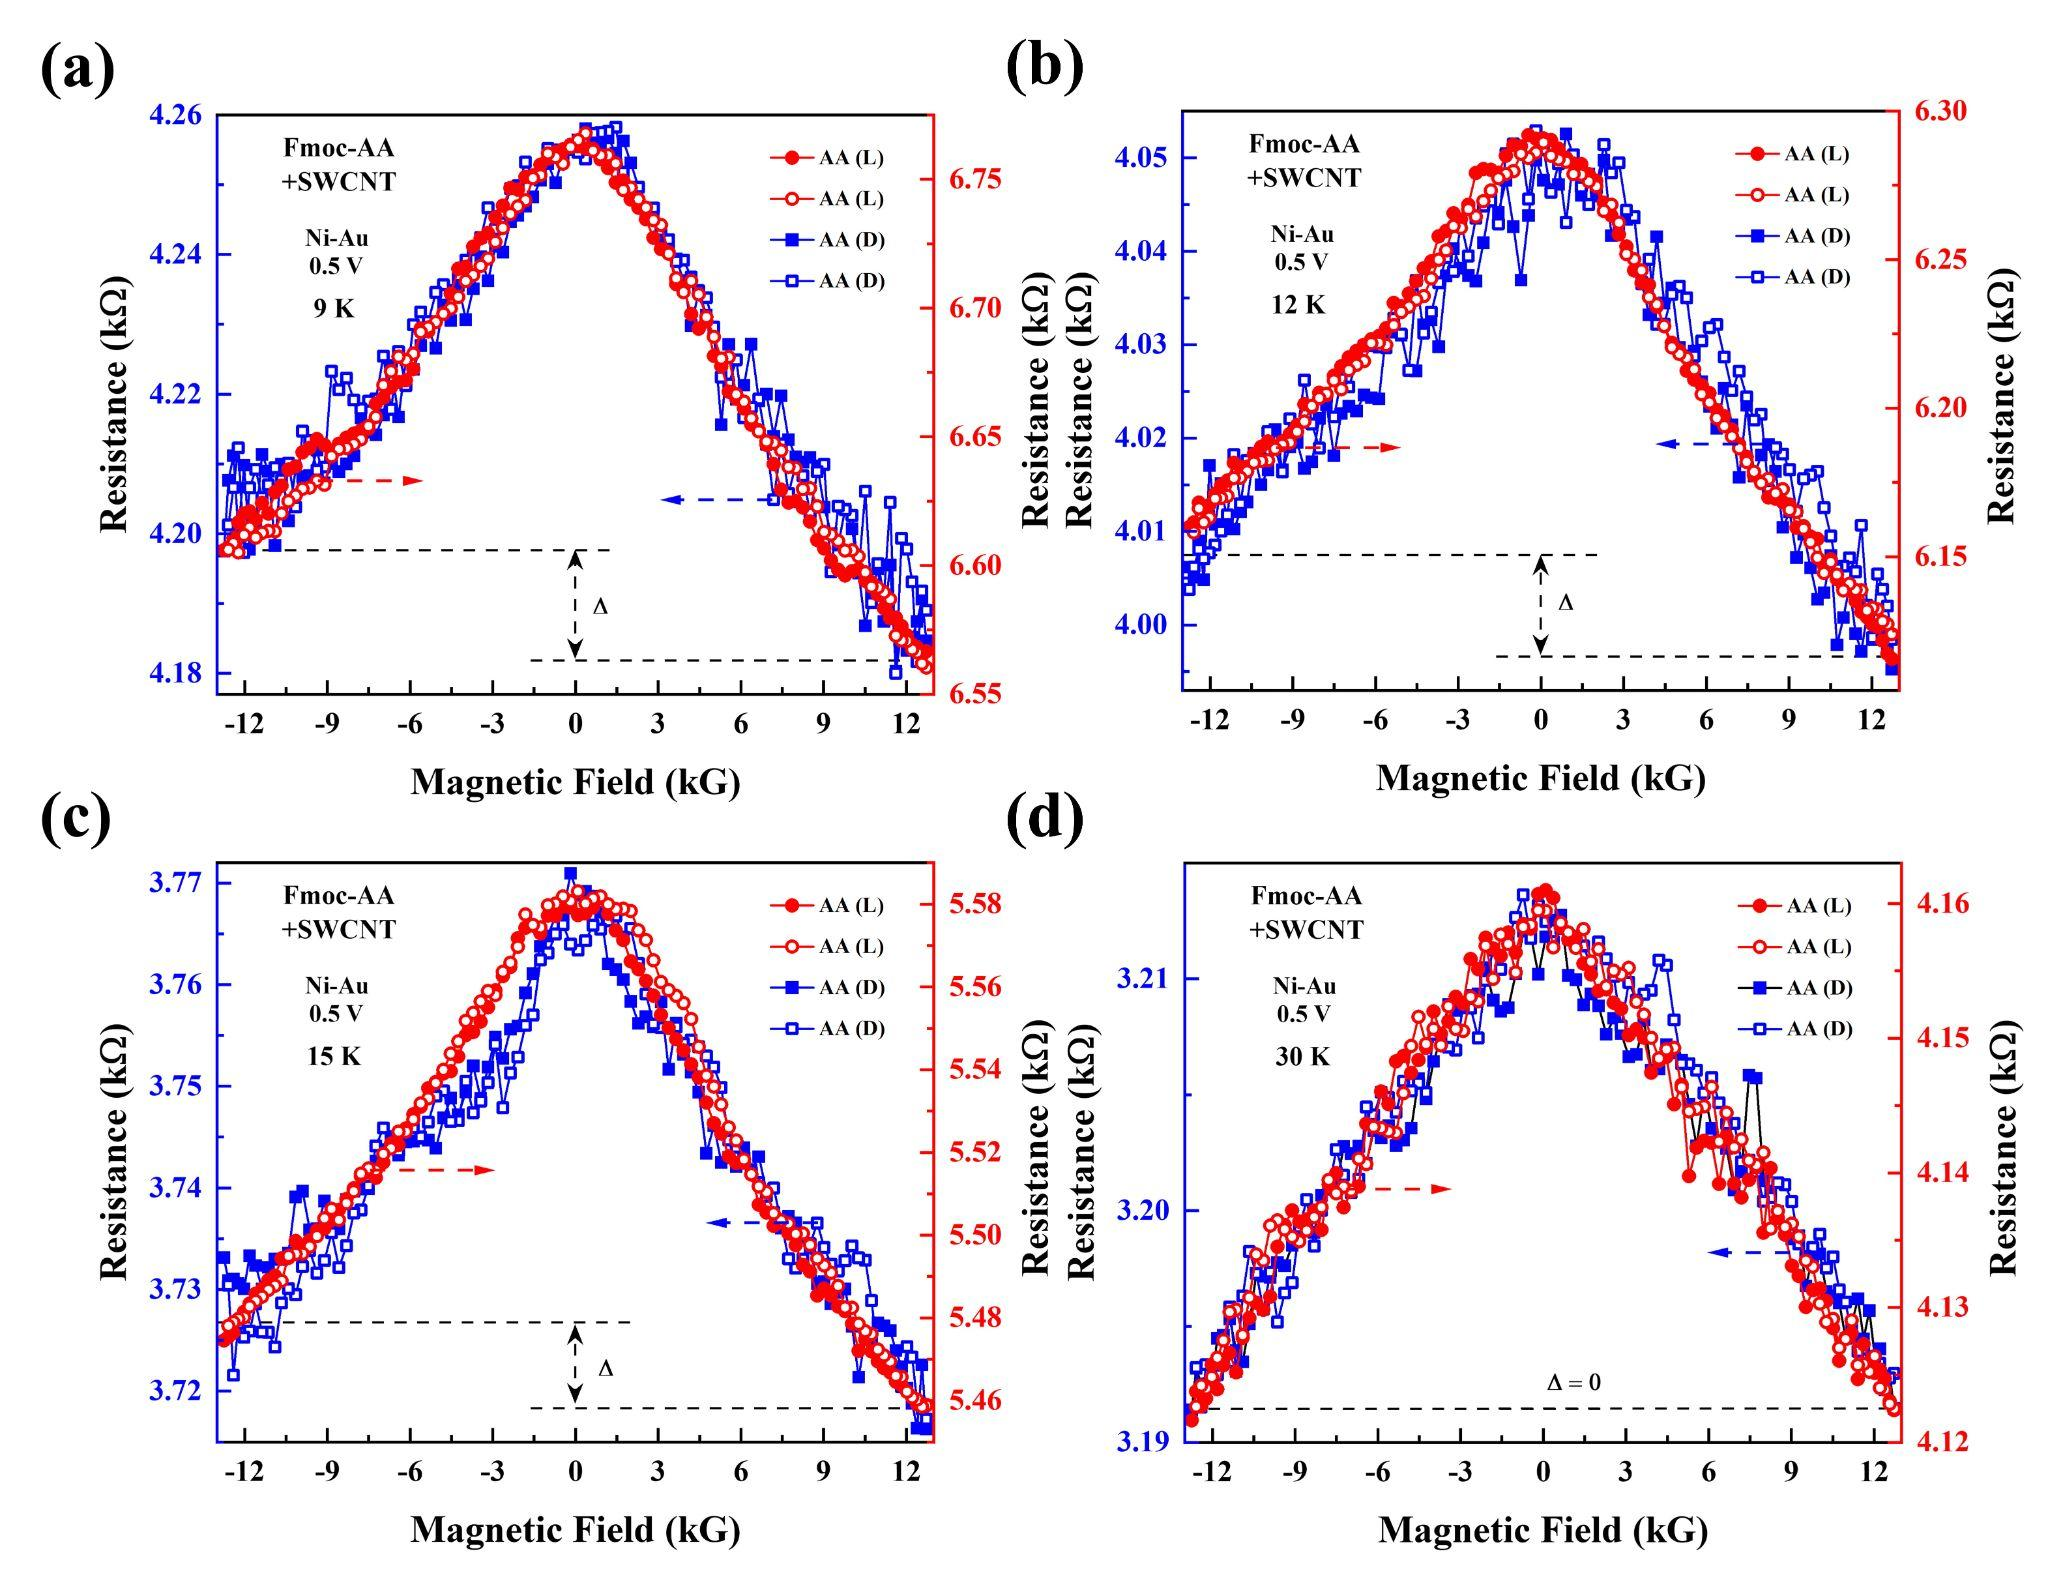 (a)
4.26
4.24
4.22
4.20
4.18
Resistance (kΩ)
Fmoc-AA
+SWCNT
Ni-Au
0.5 V
9 K
AA (L)
AA (L)
AA (D)
AA (D)
Δ
6.75
6.70
6.65
6.60
6.55
Resistance (kΩ)
-12 -9 -6 -3 0 3 6 9 12
Magnetic Field (kG)
(b)
4.05
4.04
4.03
4.02
4.01
4.00
Resistance (kΩ)
Fmoc-AA
+SWCNT
Ni-Au
0.5 V
12 K
AA (L)
AA (L)
AA (D)
AA (D)
Δ
6.30
6.25
6.20
6.15
Resistance (kΩ)
-12 -9 -6 -3 0 3 6 9 12
Magnetic Field (kG)
(c)
3.77
3.76
3.75
3.74
3.73
3.72
Resistance (kΩ)
Fmoc-AA
+SWCNT
Ni-Au
0.5 V
15 K
AA (L)
AA (L)
AA (D)
AA (D)
Δ
5.58
5.56
5.54
5.52
5.50
5.48
5.46
Resistance (kΩ)
-12 -9 -6 -3 0 3 6 9 12
Magnetic Field (kG)
(d)
3.21
3.20
3.19
Resistance (kΩ)
Fmoc-AA
+SWCNT
Ni-Au
0.5 V
30 K
AA (L)
AA (L)
AA (D)
AA (D)
Δ = 0
4.16
4.15
4.14
4.13
4.12
Resistance (kΩ)
-12 -9 -6 -3 0 3 6 9 12
Magnetic Field (kG)